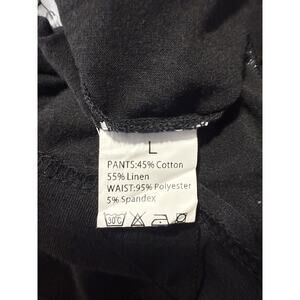 L
PANTS:45% Cotton
55% Linen
WAIST:95% Polyester
5% Spandex
30°C